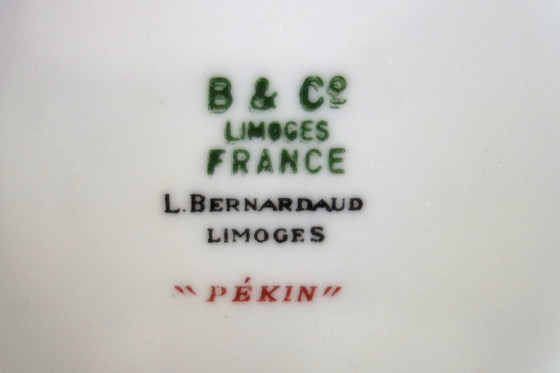 B & Cº
LIMOGES
FRANCE
L. BERNARDAUD
LIMOGES
"PÉKIN"